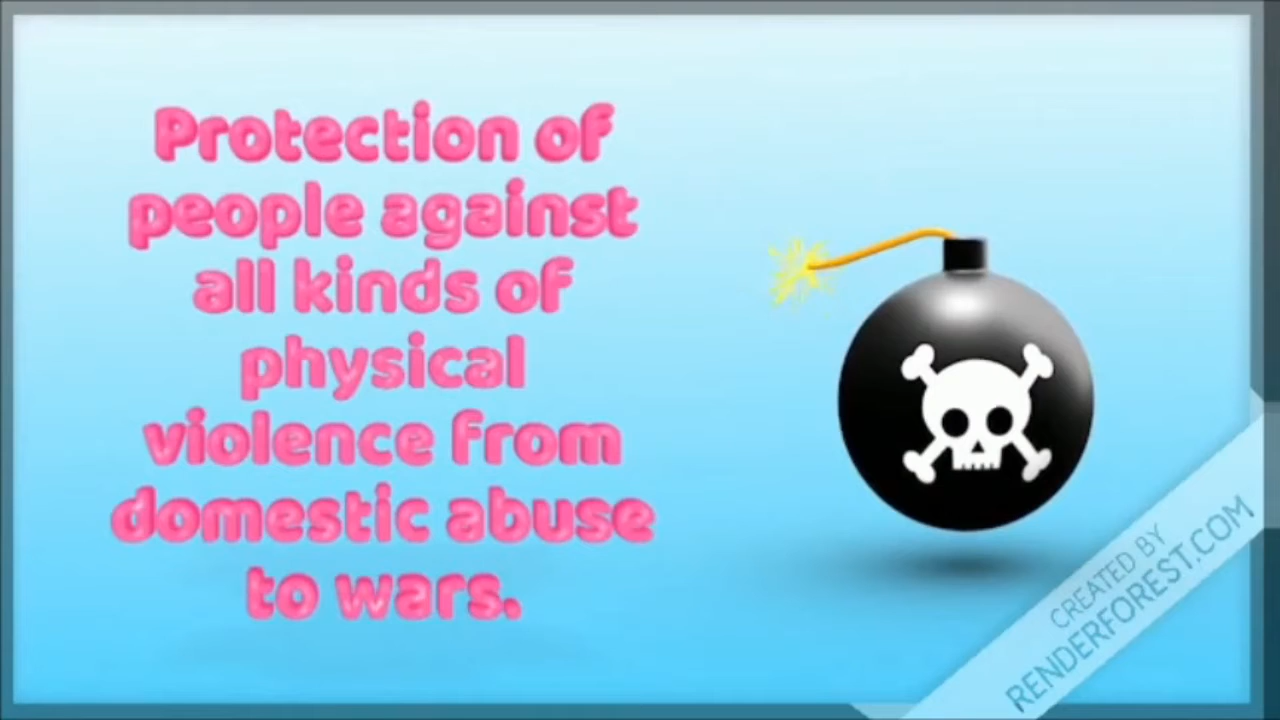 Protection of
people against
all kinds of
physical
violence from
domestic abuse
to wars.
CREATED BY
RENDERFOREST.COM